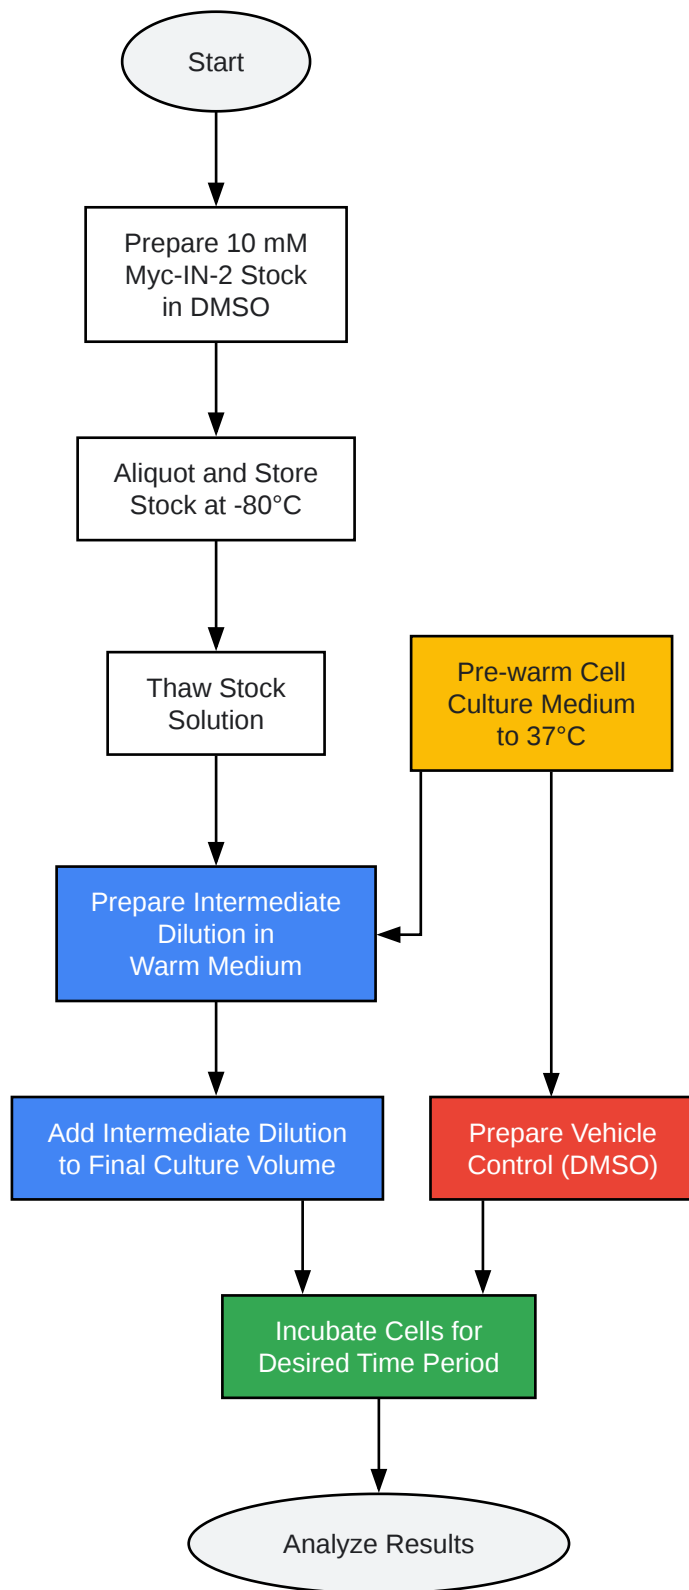 Start
Prepare 10 mM
Myc-IN-2 Stock
in DMSO
Aliquot and Store
Stock at -80°C
Thaw Stock
Solution
Pre-warm Cell
Culture Medium
to 37°C
Prepare Intermediate
Dilution in
Warm Medium
Add Intermediate Dilution
to Final Culture Volume
Prepare Vehicle
Control (DMSO)
Incubate Cells for
Desired Time Period
Analyze Results